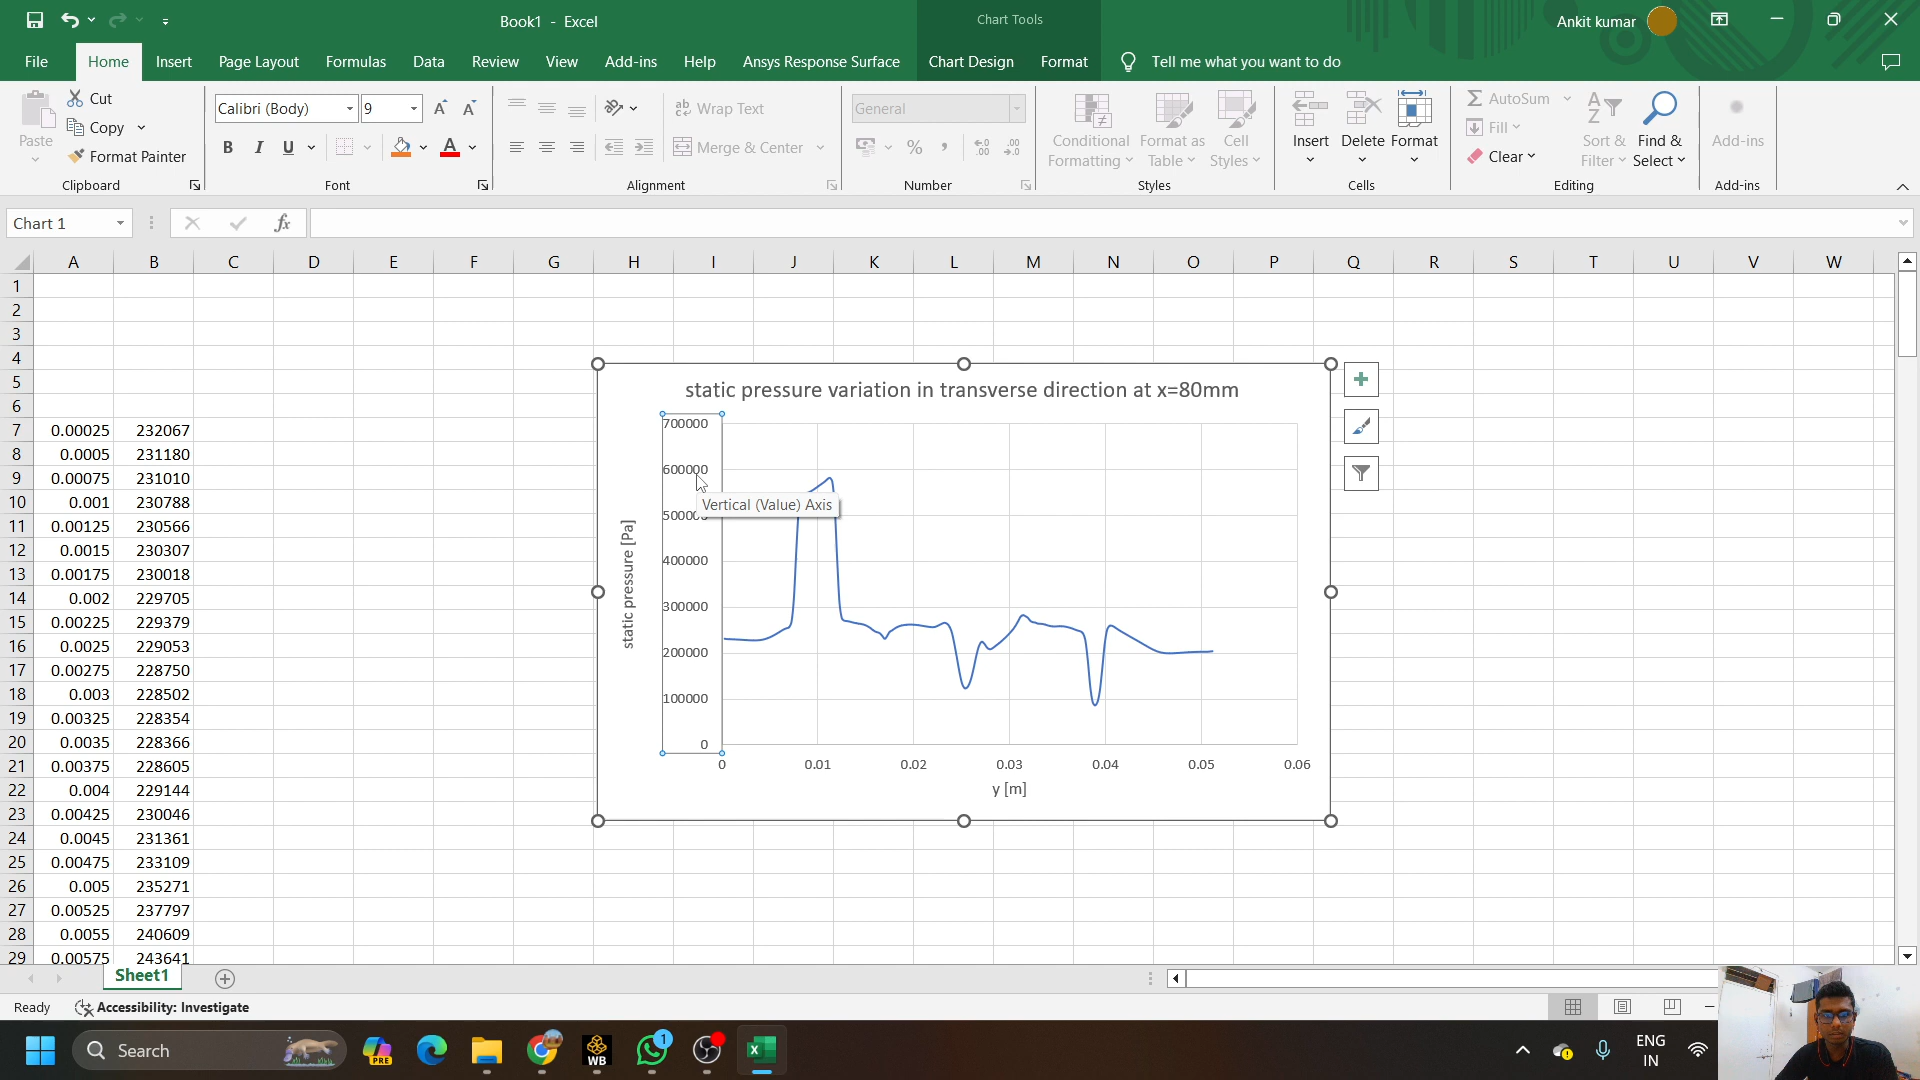 Book1 - Excel
Chart Tools
Ankit kumar
File Home Insert Page Layout Formulas Data Review View Add-ins Help Ansys Response Surface Chart Design Format Tell me what you want to do
Paste
Cut
Copy
Format Painter
Clipboard
Calibri (Body) 9
B I U
Font
Wrap Text
Merge & Center
Alignment
General
Number
Conditional Formatting
Format as Table
Cell Styles
Styles
Insert Delete Format
Cells
AutoSum
Fill
Clear
Sort & Filter
Find & Select
Editing
Add-ins
Add-ins
Chart 1
fx
A B C D E F G H I J K L M N O P Q R S T U V W
1
2
3
4
5
6
7 0.00025 232067
8 0.0005 231180
9 0.00075 231010
10 0.001 230788
11 0.00125 230566
12 0.0015 230307
13 0.00175 230018
14 0.002 229705
15 0.00225 229379
16 0.0025 229053
17 0.00275 228750
18 0.003 228502
19 0.00325 228354
20 0.0035 228366
21 0.00375 228605
22 0.004 229144
23 0.00425 230046
24 0.0045 231361
25 0.00475 233109
26 0.005 235271
27 0.00525 237797
28 0.0055 240609
29 0.00575 243641
static pressure variation in transverse direction at x=80mm
700000
600000
Vertical (Value) Axis
500000
400000
300000
200000
100000
0
static pressure [Pa]
0 0.01 0.02 0.03 0.04 0.05 0.06
y [m]
Sheet1
Ready Accessibility: Investigate
Search
PRE
WB
1
ENG
IN